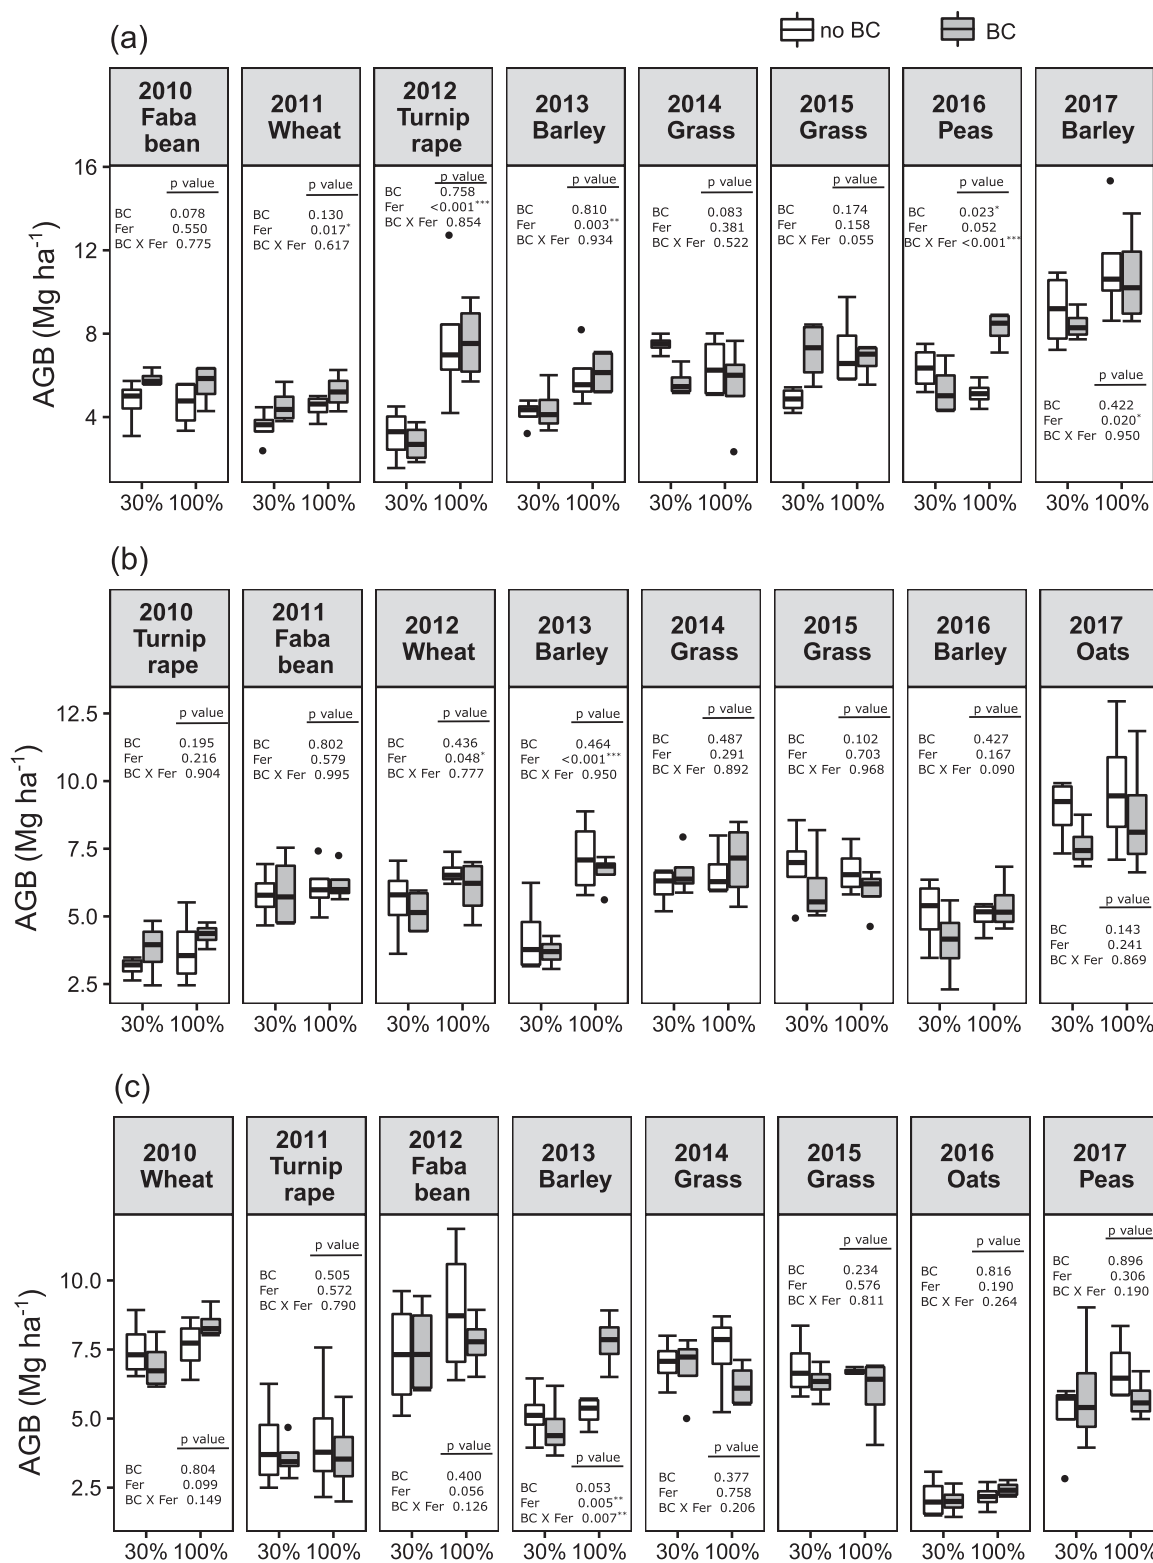 (a)
no BC
BC
2010
Faba
bean
2011
Wheat
2012
Turnip
rape
2013
Barley
2014
Grass
2015
Grass
2016
Peas
2017
Barley
AGB (Mg ha-1)
16
12
8
4
p value
BC 0.078
Fer 0.550
BC X Fer 0.775
p value
BC 0.130
Fer 0.017*
BC X Fer 0.617
p value
BC 0.758
Fer <0.001***
BC X Fer 0.854
p value
BC 0.810
Fer 0.003**
BC X Fer 0.934
p value
BC 0.083
Fer 0.381
BC X Fer 0.522
p value
BC 0.174
Fer 0.158
BC X Fer 0.055
p value
BC 0.023*
Fer 0.052
BC X Fer <0.001***
p value
BC 0.422
Fer 0.020*
BC X Fer 0.950
30% 100%
30% 100%
30% 100%
30% 100%
30% 100%
30% 100%
30% 100%
30% 100%
(b)
2010
Turnip
rape
2011
Faba
bean
2012
Wheat
2013
Barley
2014
Grass
2015
Grass
2016
Barley
2017
Oats
AGB (Mg ha-1)
12.5
10.0
7.5
5.0
2.5
p value
BC 0.195
Fer 0.216
BC X Fer 0.904
p value
BC 0.802
Fer 0.579
BC X Fer 0.995
p value
BC 0.436
Fer 0.048*
BC X Fer 0.777
p value
BC 0.464
Fer <0.001***
BC X Fer 0.950
p value
BC 0.487
Fer 0.291
BC X Fer 0.892
p value
BC 0.102
Fer 0.703
BC X Fer 0.968
p value
BC 0.427
Fer 0.167
BC X Fer 0.090
p value
BC 0.143
Fer 0.241
BC X Fer 0.869
30% 100%
30% 100%
30% 100%
30% 100%
30% 100%
30% 100%
30% 100%
30% 100%
(c)
2010
Wheat
2011
Turnip
rape
2012
Faba
bean
2013
Barley
2014
Grass
2015
Grass
2016
Oats
2017
Peas
AGB (Mg ha-1)
10.0
7.5
5.0
2.5
p value
BC 0.804
Fer 0.099
BC X Fer 0.149
p value
BC 0.505
Fer 0.572
BC X Fer 0.790
p value
BC 0.400
Fer 0.056
BC X Fer 0.126
p value
BC 0.053
Fer 0.005**
BC X Fer 0.007**
p value
BC 0.377
Fer 0.758
BC X Fer 0.206
p value
BC 0.234
Fer 0.576
BC X Fer 0.811
p value
BC 0.816
Fer 0.190
BC X Fer 0.264
p value
BC 0.896
Fer 0.306
BC X Fer 0.190
30% 100%
30% 100%
30% 100%
30% 100%
30% 100%
30% 100%
30% 100%
30% 100%